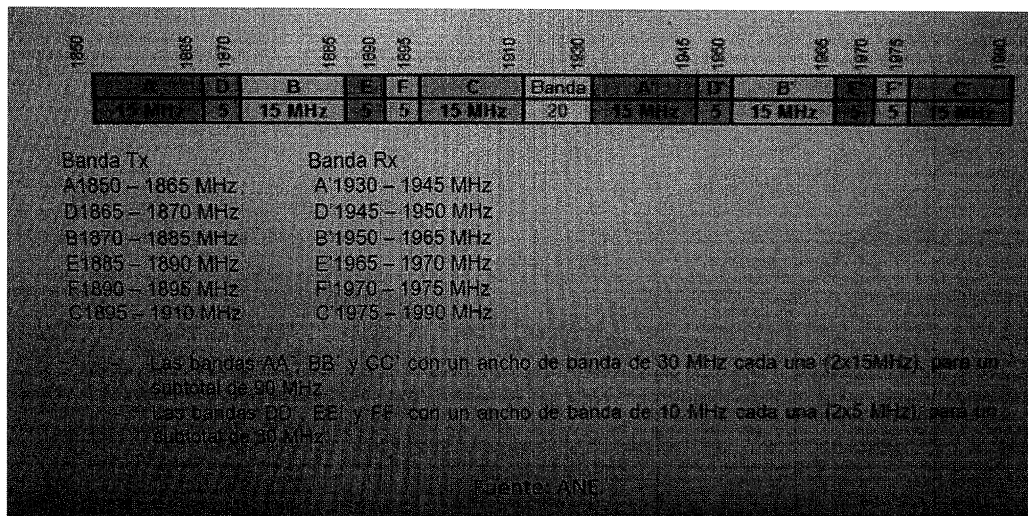 1850 1865 1870 1885 1890 1895 1910 1930 1945 1950 1965 1970 1975 1990
A D B E F C Banda A' D' B' E' F' C'
15 MHz 5 15 MHz 5 5 15 MHz 20 15 MHz 5 15 MHz 5 5 15 MHz
Banda Tx Banda Rx
A1850 – 1865 MHz A'1930 – 1945 MHz
D1865 – 1870 MHz D'1945 – 1950 MHz
B1870 – 1885 MHz B'1950 – 1965 MHz
E1885 – 1890 MHz E'1965 – 1970 MHz
F1890 – 1895 MHz F'1970 – 1975 MHz
C1895 – 1910 MHz C'1975 – 1990 MHz
Las bandas AA', BB' y CC' con un ancho de banda de 30 MHz cada una (2x15MHz), para un
subtotal de 90 MHz
Las bandas DD', EE' y FF' con un ancho de banda de 10 MHz cada una (2x5 MHz), para un
subtotal de 30 MHz
Fuente: ANE